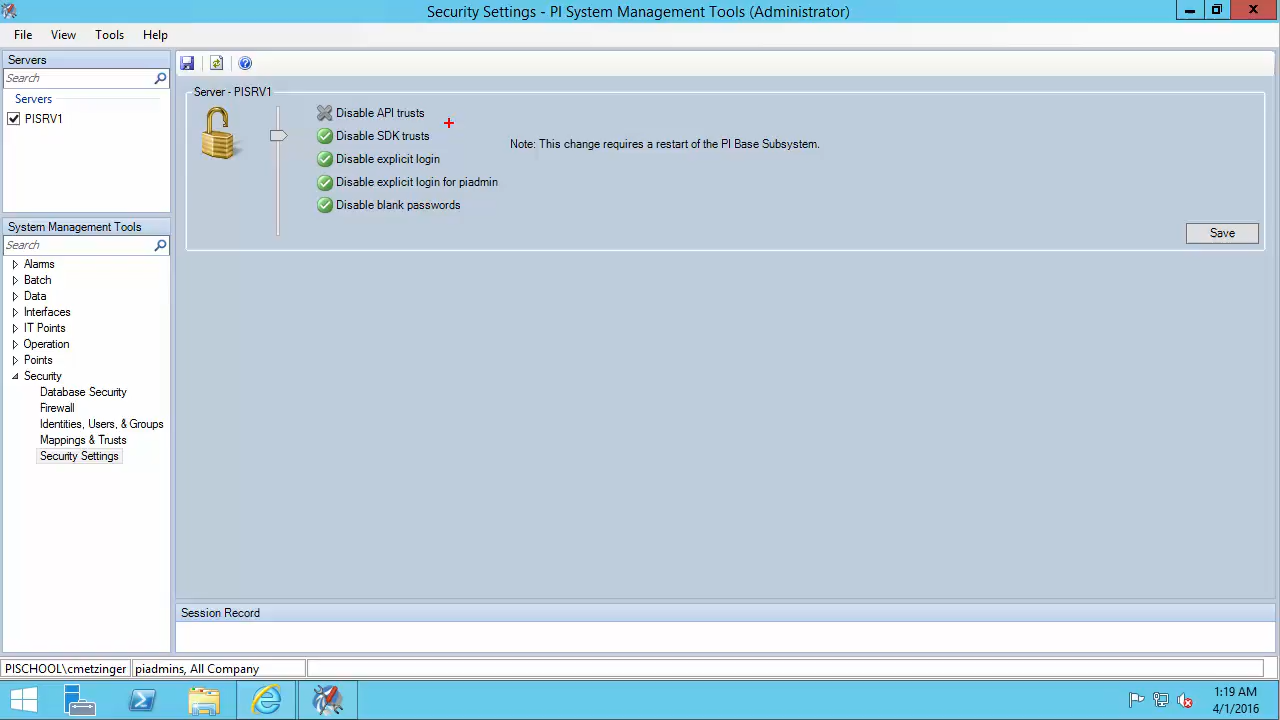 Security Settings - PI System Management Tools (Administrator)
File View Tools Help
Servers
Search
Servers
PISRV1
System Management Tools
Search
Alarms
Batch
Data
Interfaces
IT Points
Operation
Points
Security
Database Security
Firewall
Identities, Users, & Groups
Mappings & Trusts
Security Settings
Server - PISRV1
Disable API trusts
Disable SDK trusts
Disable explicit login
Disable explicit login for piadmin
Disable blank passwords
Note: This change requires a restart of the PI Base Subsystem.
Save
Session Record
PISCHOOL\cmetzinger piadmins, All Company
1:19 AM
4/1/2016